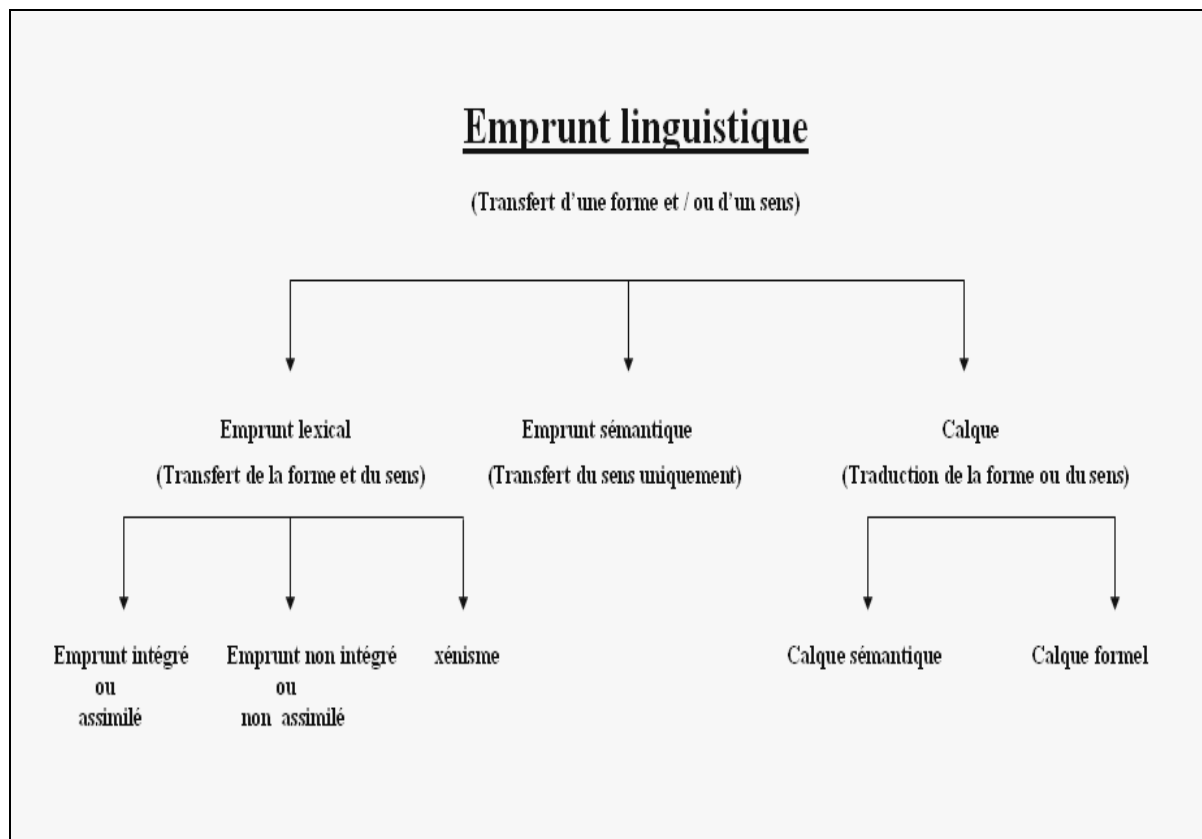 Emprunt linguistique
(Transfert d'une forme et / ou d'un sens)
Emprunt lexical
(Transfert de la forme et du sens)
Emprunt sémantique
(Transfert du sens uniquement)
Calque
(Traduction de la forme ou du sens)
Emprunt intégré
ou
assimilé
Emprunt non intégré
ou
non assimilé
xénisme
Calque sémantique
Calque formel